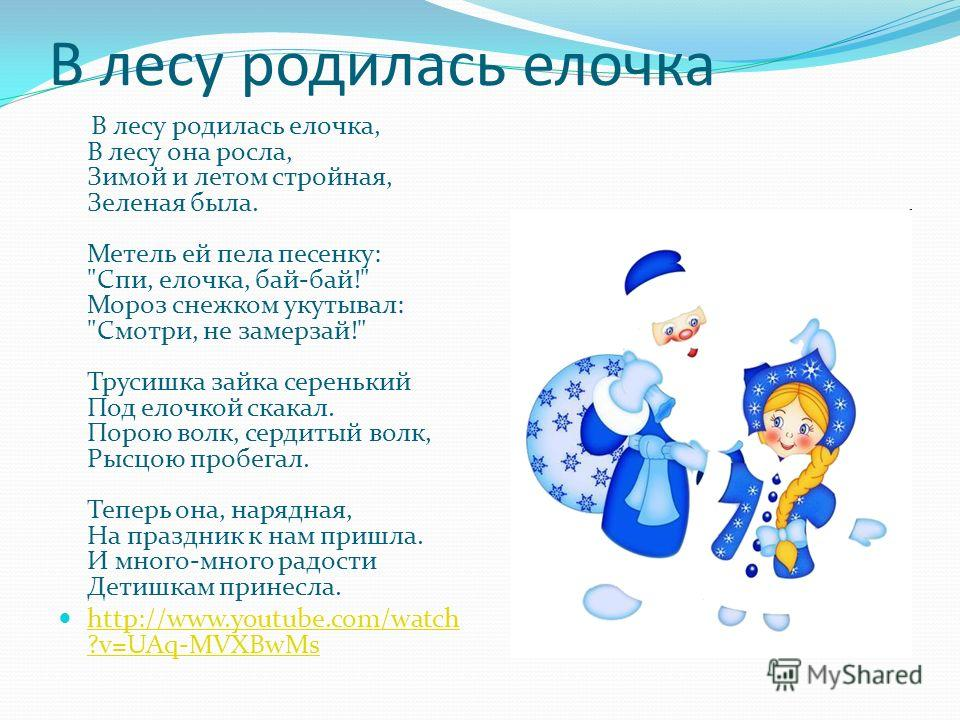 В лесу родилась елочка
В лесу родилась елочка,
В лесу она росла,
Зимой и летом стройная,
Зеленая была.
Метель ей пела песенку:
"Спи, елочка, бай-бай!"
Мороз снежком укутывал:
"Смотри, не замерзай!"
Трусишка зайка серенький
Под елочкой скакал.
Порою волк, сердитый волк,
Рысцою пробегал.
Теперь она, нарядная,
На праздник к нам пришла.
И много-много радости
Детишкам принесла.
http://www.youtube.com/watch
?v=UAq-MVXBwMs
MyShared